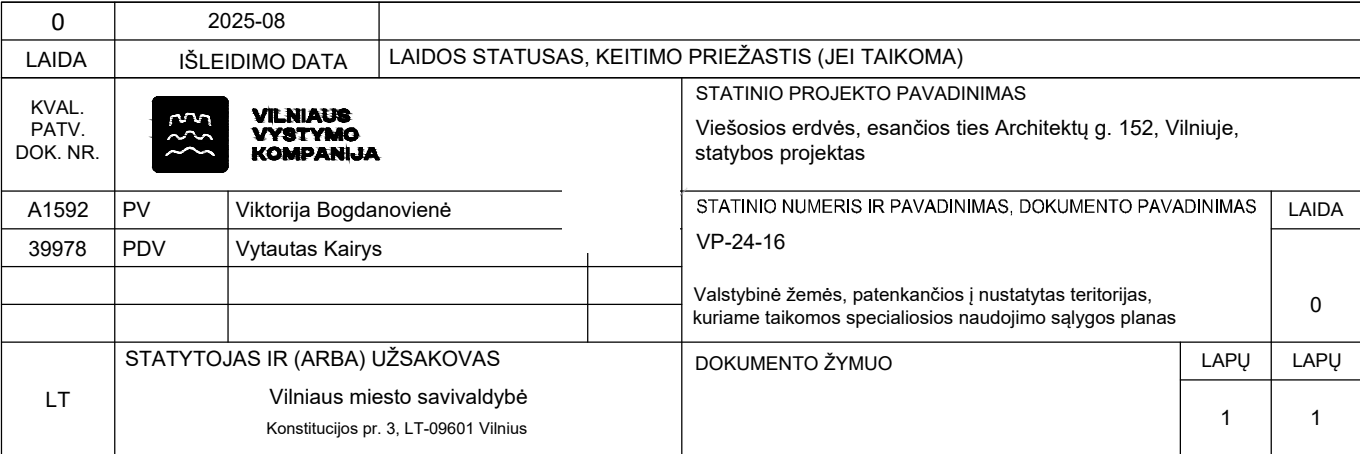 0 2025-08
LAIDA IŠLEIDIMO DATA LAIDOS STATUSAS, KEITIMO PRIEŽASTIS (JEI TAIKOMA)
KVAL.
PATV.
DOK. NR.
VILNIAUS
VYSTYMO
KOMPANIJA
STATINIO PROJEKTO PAVADINIMAS
Viešosios erdvės, esančios ties Architektų g. 152, Vilniuje,
statybos projektas
A1592 PV Viktorija Bogdanovienė
39978 PDV Vytautas Kairys
STATINIO NUMERIS IR PAVADINIMAS, DOKUMENTO PAVADINIMAS
VP-24-16
Valstybinė žemės, patenkančios į nustatytas teritorijas,
kuriame taikomos specialiosios naudojimo sąlygos planas
LAIDA
0
LT
STATYTOJAS IR (ARBA) UŽSAKOVAS
Vilniaus miesto savivaldybė
Konstitucijos pr. 3, LT-09601 Vilnius
DOKUMENTO ŽYMUO
LAPŲ LAPŲ
1 1